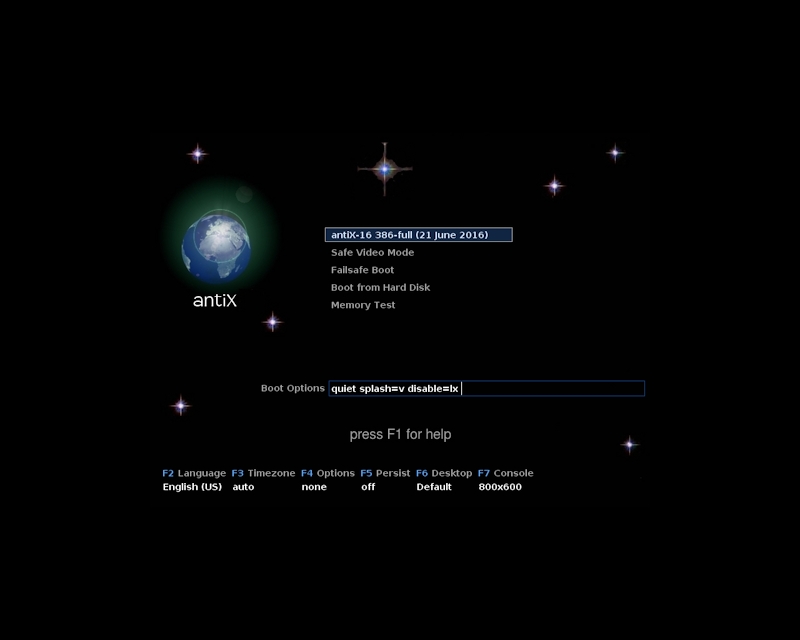 antiX
antiX-16 386-full (21 June 2016)
Safe Video Mode
Failsafe Boot
Boot from Hard Disk
Memory Test
Boot Options quiet splash=v disable=lx
press F1 for help
F2 Language F3 Timezone F4 Options F5 Persist F6 Desktop F7 Console
English (US) auto none off Default 800x600